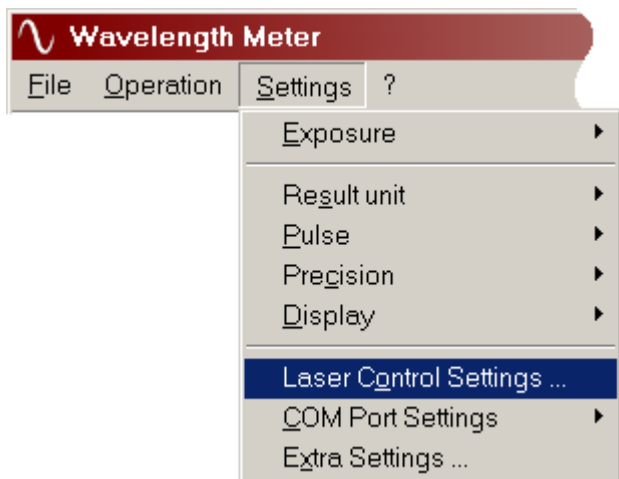 Wavelength Meter
File Operation Settings ?
Exposure
Result unit
Pulse
Precision
Display
Laser Control Settings ...
COM Port Settings
Extra Settings ...